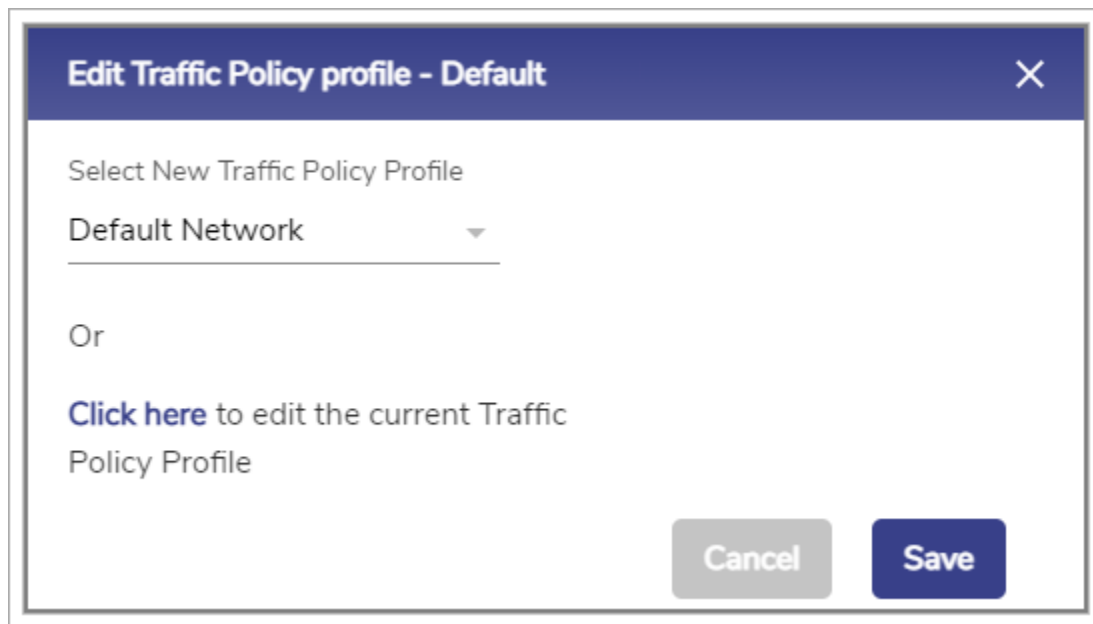 Edit Traffic Policy profile - Default
Select New Traffic Policy Profile
Default Network
Or
Click here to edit the current Traffic
Policy Profile
Cancel
Save